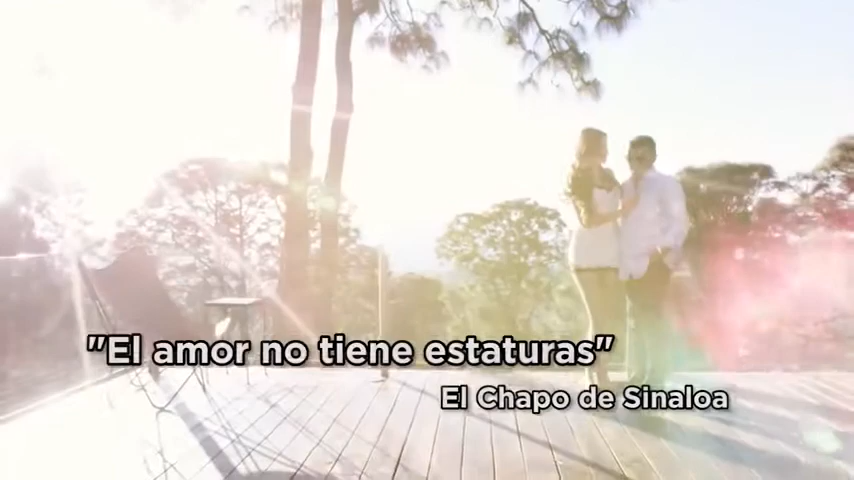 "El amor no tiene estaturas"
El Chapo de Sinaloa